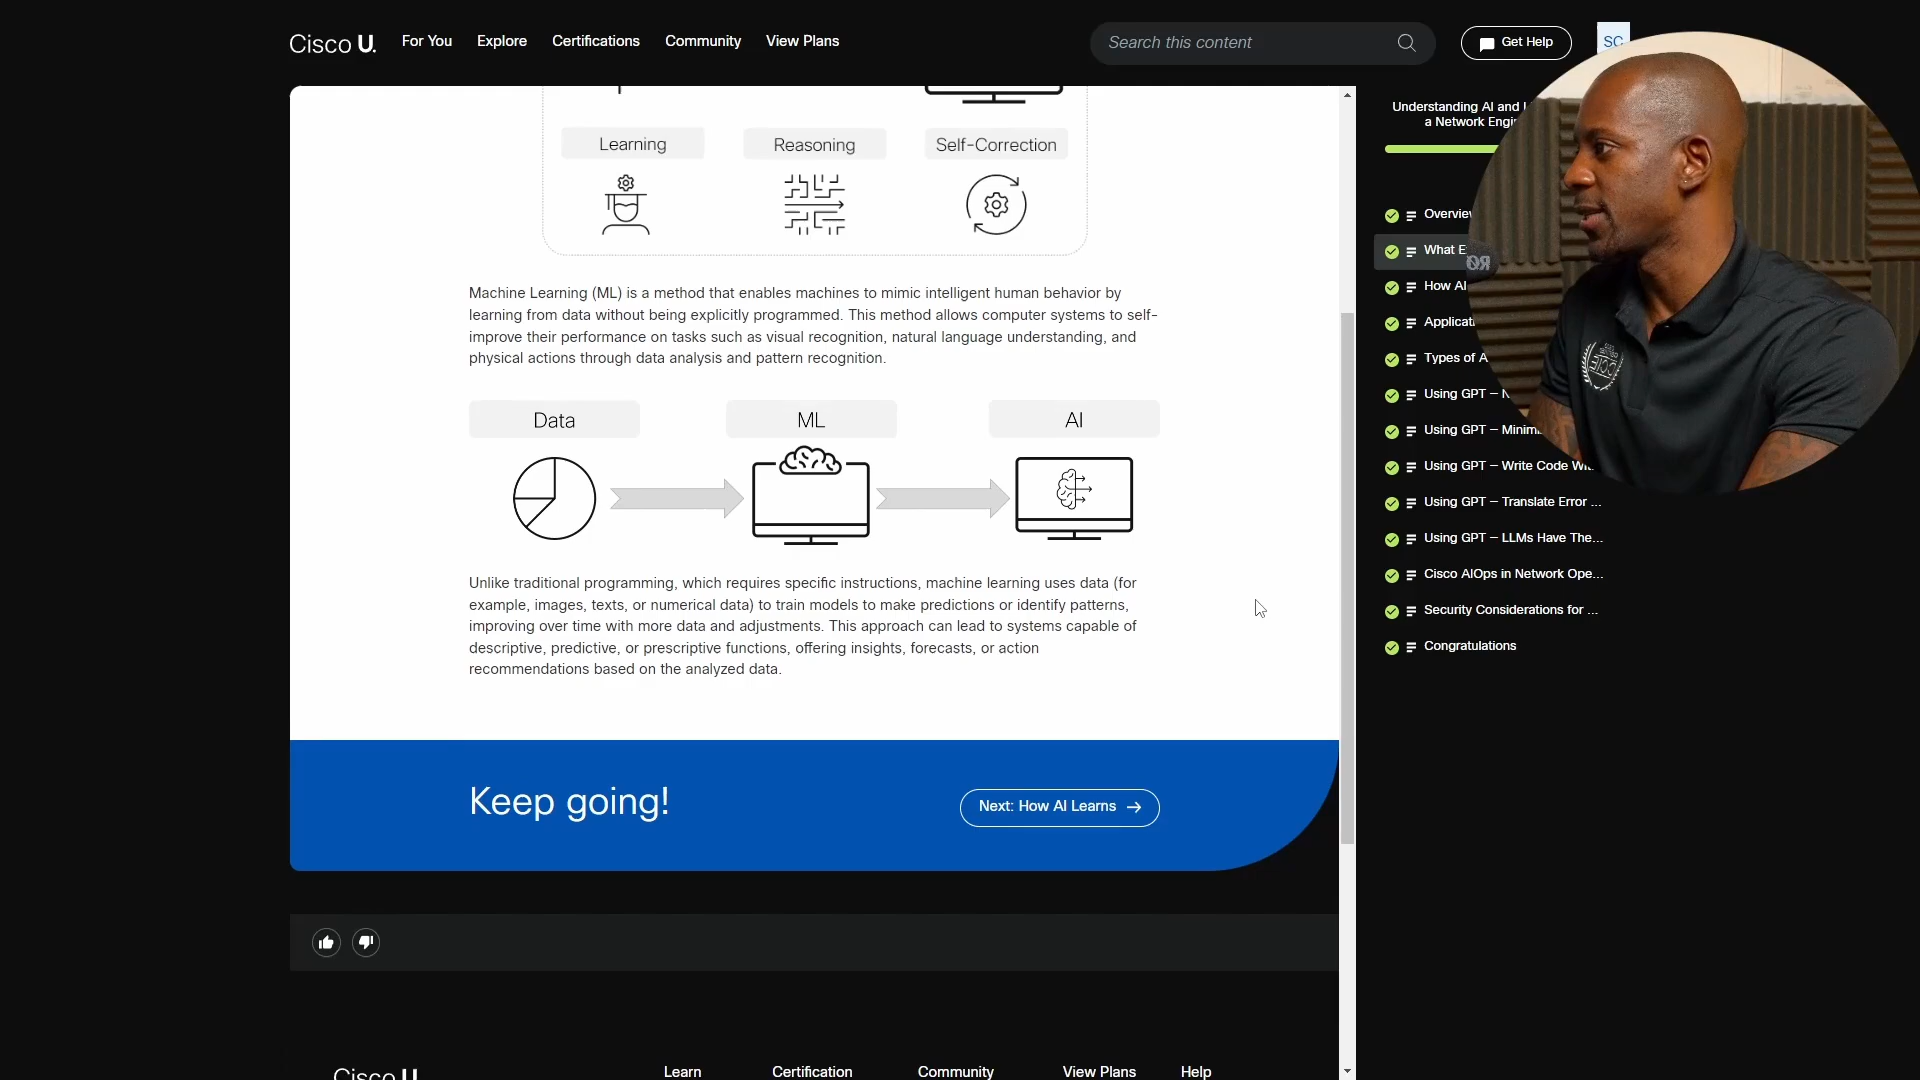 Cisco U.
For You
Explore
Certifications
Community
View Plans
Search this content
Get Help
SC
Learning
Reasoning
Self-Correction
Machine Learning (ML) is a method that enables machines to mimic intelligent human behavior by
learning from data without being explicitly programmed. This method allows computer systems to self-
improve their performance on tasks such as visual recognition, natural language understanding, and
physical actions through data analysis and pattern recognition.
Data
ML
AI
Unlike traditional programming, which requires specific instructions, machine learning uses data (for
example, images, texts, or numerical data) to train models to make predictions or identify patterns,
improving over time with more data and adjustments. This approach can lead to systems capable of
descriptive, predictive, or prescriptive functions, offering insights, forecasts, or action
recommendations based on the analyzed data.
Keep going!
Next: How AI Learns
Understanding AI and
a Network
What
How AI
Types of
Using GPT –
Using GPT –
Using GPT – Write Code
Using GPT – Translate Error ...
Using GPT – LLMs Have The...
Cisco AIOps in Network Ope...
Security Considerations for ...
Congratulations
Cisco U.
Learn
Certification
Community
View Plans
Help